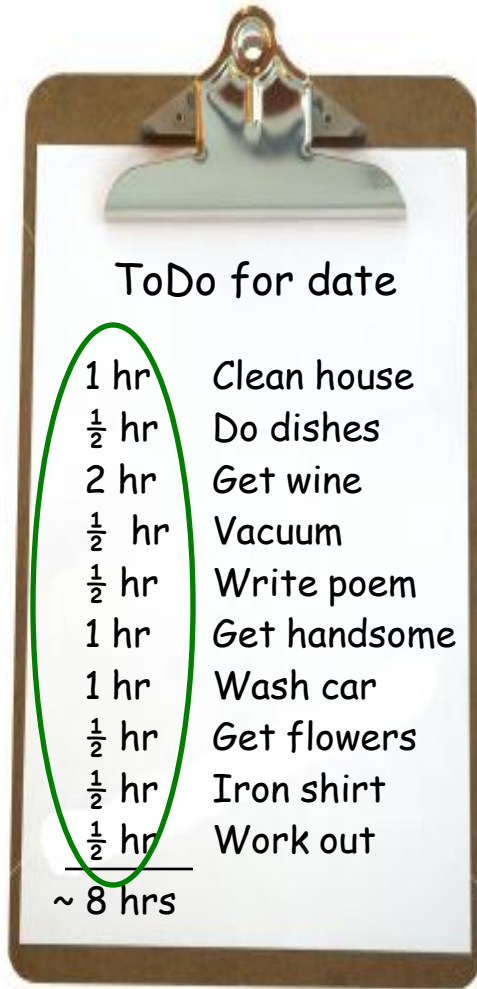 ToDo for date
1 hr Clean house
½ hr Do dishes
2 hr Get wine
½ hr Vacuum
½ hr Write poem
1 hr Get handsome
1 hr Wash car
½ hr Get flowers
½ hr Iron shirt
½ hr Work out
~ 8 hrs